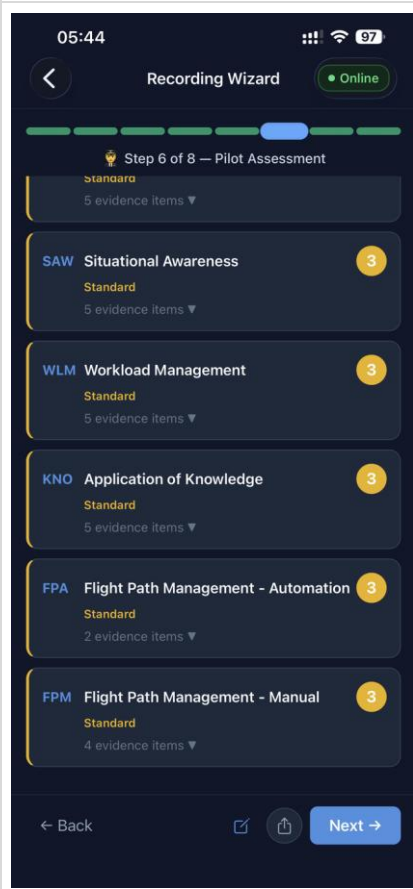 05:44
97
Recording Wizard
Online
Step 6 of 8 — Pilot Assessment
Standard
5 evidence items ▼
SAW Situational Awareness 3
Standard
5 evidence items ▼
WLM Workload Management 3
Standard
5 evidence items ▼
KNO Application of Knowledge 3
Standard
5 evidence items ▼
FPA Flight Path Management - Automation 3
Standard
2 evidence items ▼
FPM Flight Path Management - Manual 3
Standard
4 evidence items ▼
← Back
Next →